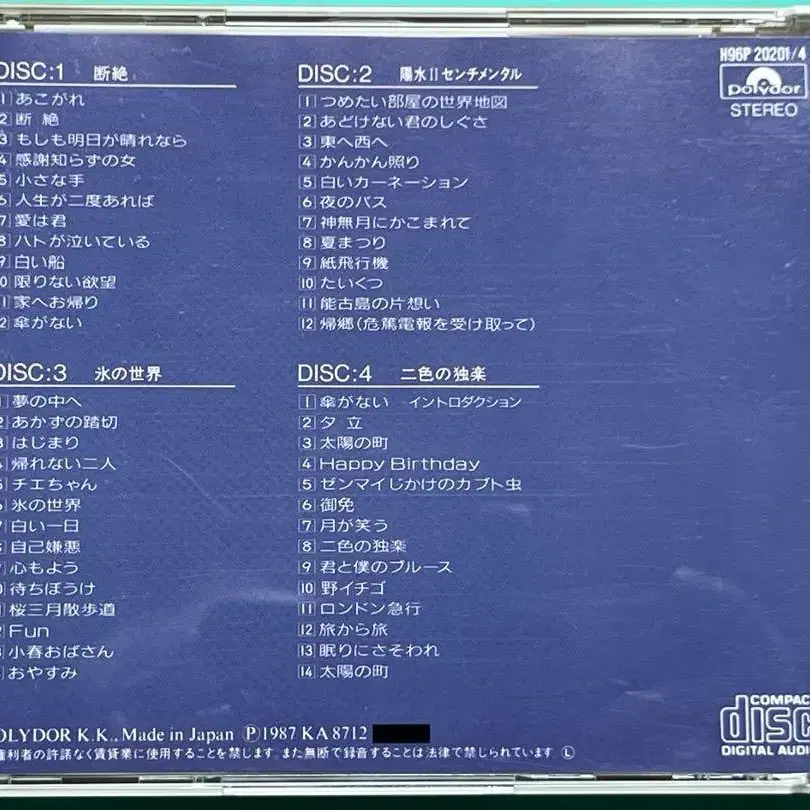 DISC:1 断絶
1 あこがれ
2 断 絶
3 もしも明日が晴れなら
4 感謝知らずの女
5 小さな手
6 人生が二度あれば
7 愛は君
8 ハトが泣いている
9 白い船
10 限りない欲望
11 家へお帰り
12 傘がない
DISC:2 陽水IIセンチメンタル
1 つめたい部屋の世界地図
2 あどけない君のしぐさ
3 東へ西へ
4 かんかん照り
5 白いカーネーション
6 夜のバス
7 神無月にかこまれて
8 夏まつり
9 紙飛行機
10 たいくつ
11 能古島の片想い
12 帰郷(危篤電報を受け取って)
H96P 20201/4
polydor
STEREO
DISC:3 氷の世界
1 夢の中へ
2 あかずの踏切
3 はじまり
4 帰れない二人
5 チエちゃん
6 氷の世界
7 白い一日
8 自己嫌悪
9 心もよう
10 待ちぼうけ
11 桜三月散歩道
12 Fun
13 小春おばさん
14 おやすみ
DISC:4 二色の独楽
1 傘がない イントロダクション
2 夕 立
3 太陽の町
4 Happy Birthday
5 ゼンマイじかけのカブト虫
6 御免
7 月が笑う
8 二色の独楽
9 君と僕のブルース
10 野イチゴ
11 ロンドン急行
12 旅から旅
13 眠りにさそわれ
14 太陽の町
POLYDOR K.K., Made in Japan Ⓟ1987 KA 8712
権利者の許諾なく賃貸業に使用することを禁じます。また無断で録音することは法律で禁じられています。Ⓛ
COMPACT
disc
DIGITAL AUDIO